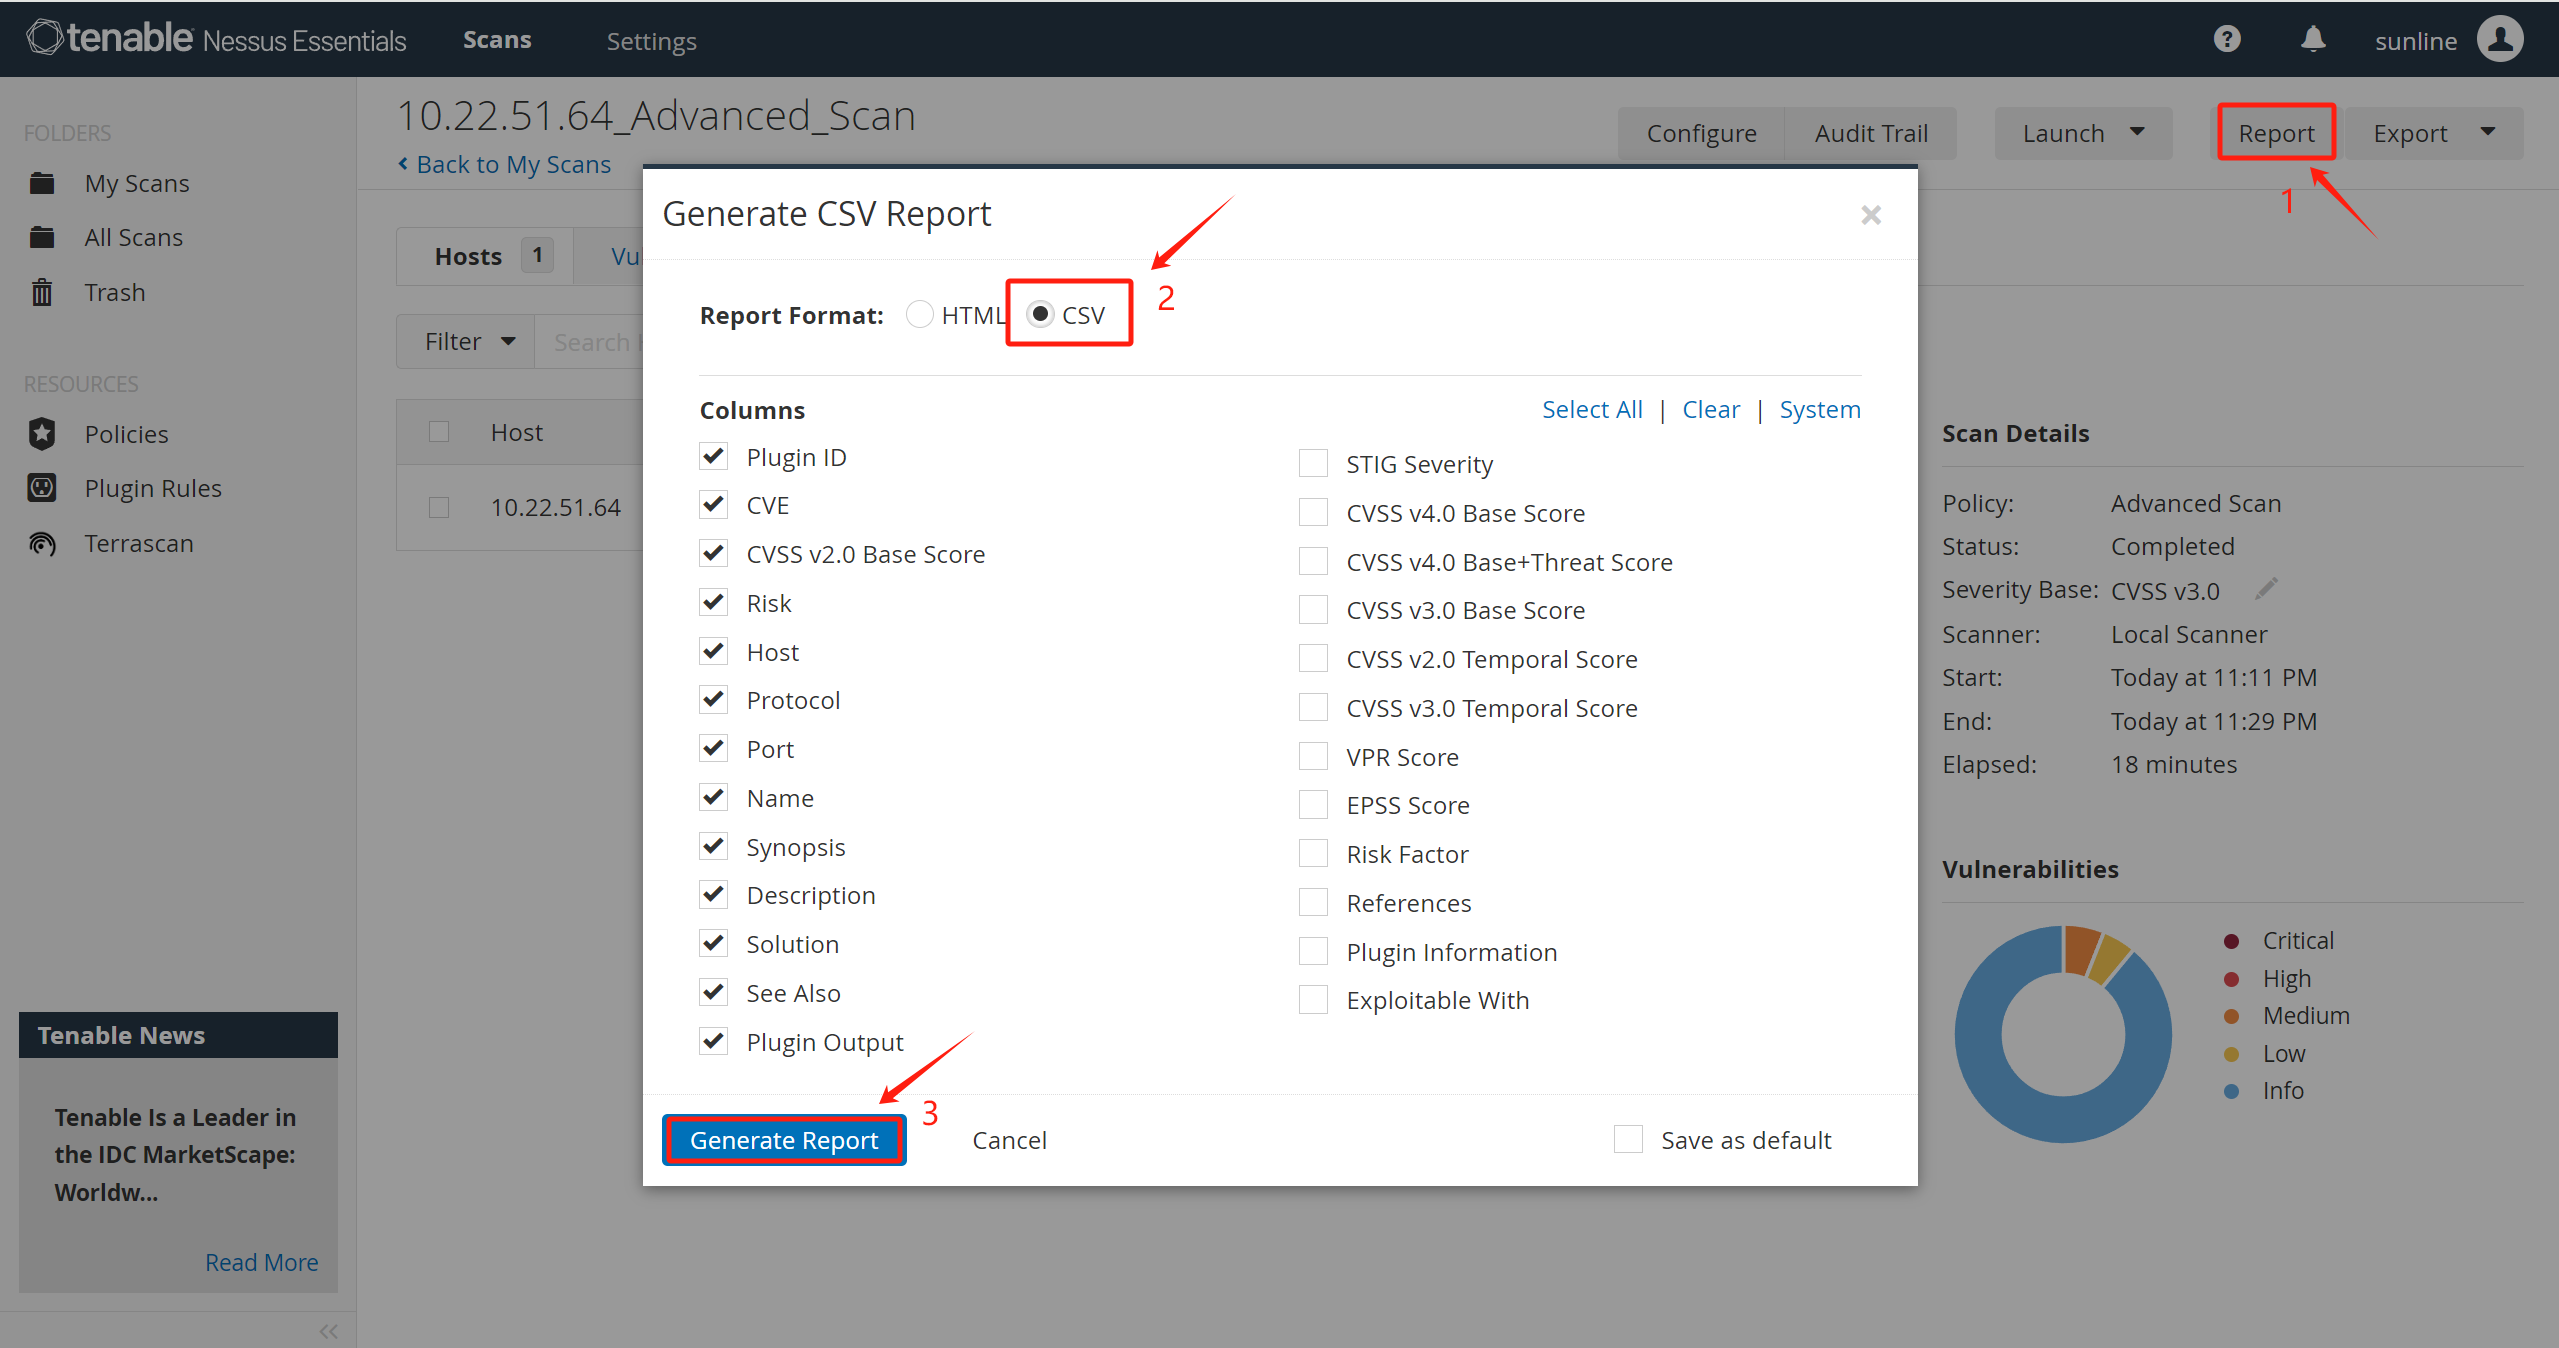 tenable Nessus Essentials Scans Settings sunline
FOLDERS
My Scans
All Scans
Trash
RESOURCES
Policies
Plugin Rules
Terrascan
Tenable News
Tenable Is a Leader in
the IDC MarketScape:
Worldw...
Read More
10.22.51.64_Advanced_Scan
Back to My Scans
Configure Audit Trail Launch Report Export
1
Hosts 1 Vu
Filter Search
Host
10.22.51.64
Generate CSV Report
2
Report Format: HTML CSV
Columns Select All | Clear | System
Plugin ID
CVE
CVSS v2.0 Base Score
Risk
Host
Protocol
Port
Name
Synopsis
Description
Solution
See Also
Plugin Output
STIG Severity
CVSS v4.0 Base Score
CVSS v4.0 Base+Threat Score
CVSS v3.0 Base Score
CVSS v2.0 Temporal Score
CVSS v3.0 Temporal Score
VPR Score
EPSS Score
Risk Factor
References
Plugin Information
Exploitable With
3
Generate Report Cancel Save as default
Scan Details
Policy: Advanced Scan
Status: Completed
Severity Base: CVSS v3.0
Scanner: Local Scanner
Start: Today at 11:11 PM
End: Today at 11:29 PM
Elapsed: 18 minutes
Vulnerabilities
Critical
High
Medium
Low
Info